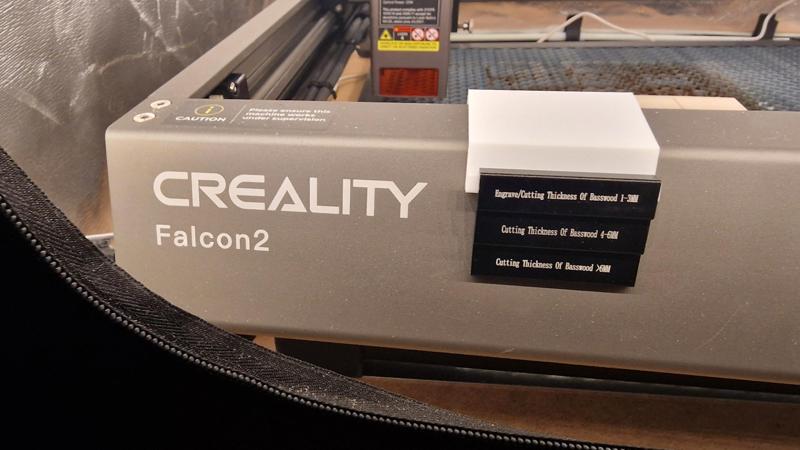 CAUTION
Please ensure this
machine works
under supervision
CREALITY
Falcon2
Engrave/Cutting Thickness Of Basswood 1-3MM
Cutting Thickness Of Basswood 4-6MM
Cutting Thickness Of Basswood >6MM